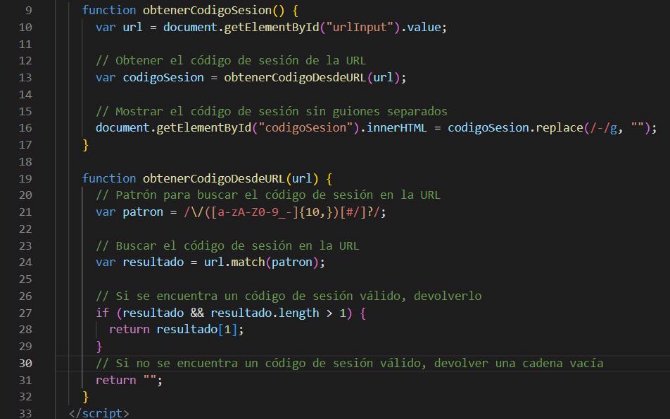 9 function obtenerCodigoSesion() {
10 var url = document.getElementById("urlInput").value;
11
12 // Obtener el código de sesión de la URL
13 var codigoSesion = obtenerCodigoDesdeURL(url);
14
15 // Mostrar el código de sesión sin guiones separados
16 document.getElementById("codigoSesion").innerHTML = codigoSesion.replace(/-/g, "");
17 }
18
19 function obtenerCodigoDesdeURL(url) {
20 // Patrón para buscar el código de sesión en la URL
21 var patron = /\/([a-zA-Z0-9_-]{10,})[#/]?/;
22
23 // Buscar el código de sesión en la URL
24 var resultado = url.match(patron);
25
26 // Si se encuentra un código de sesión válido, devolverlo
27 if (resultado && resultado.length > 1) {
28 return resultado[1];
29 }
30 // Si no se encuentra un código de sesión válido, devolver una cadena vacía
31 return "";
32 }
33 </script>